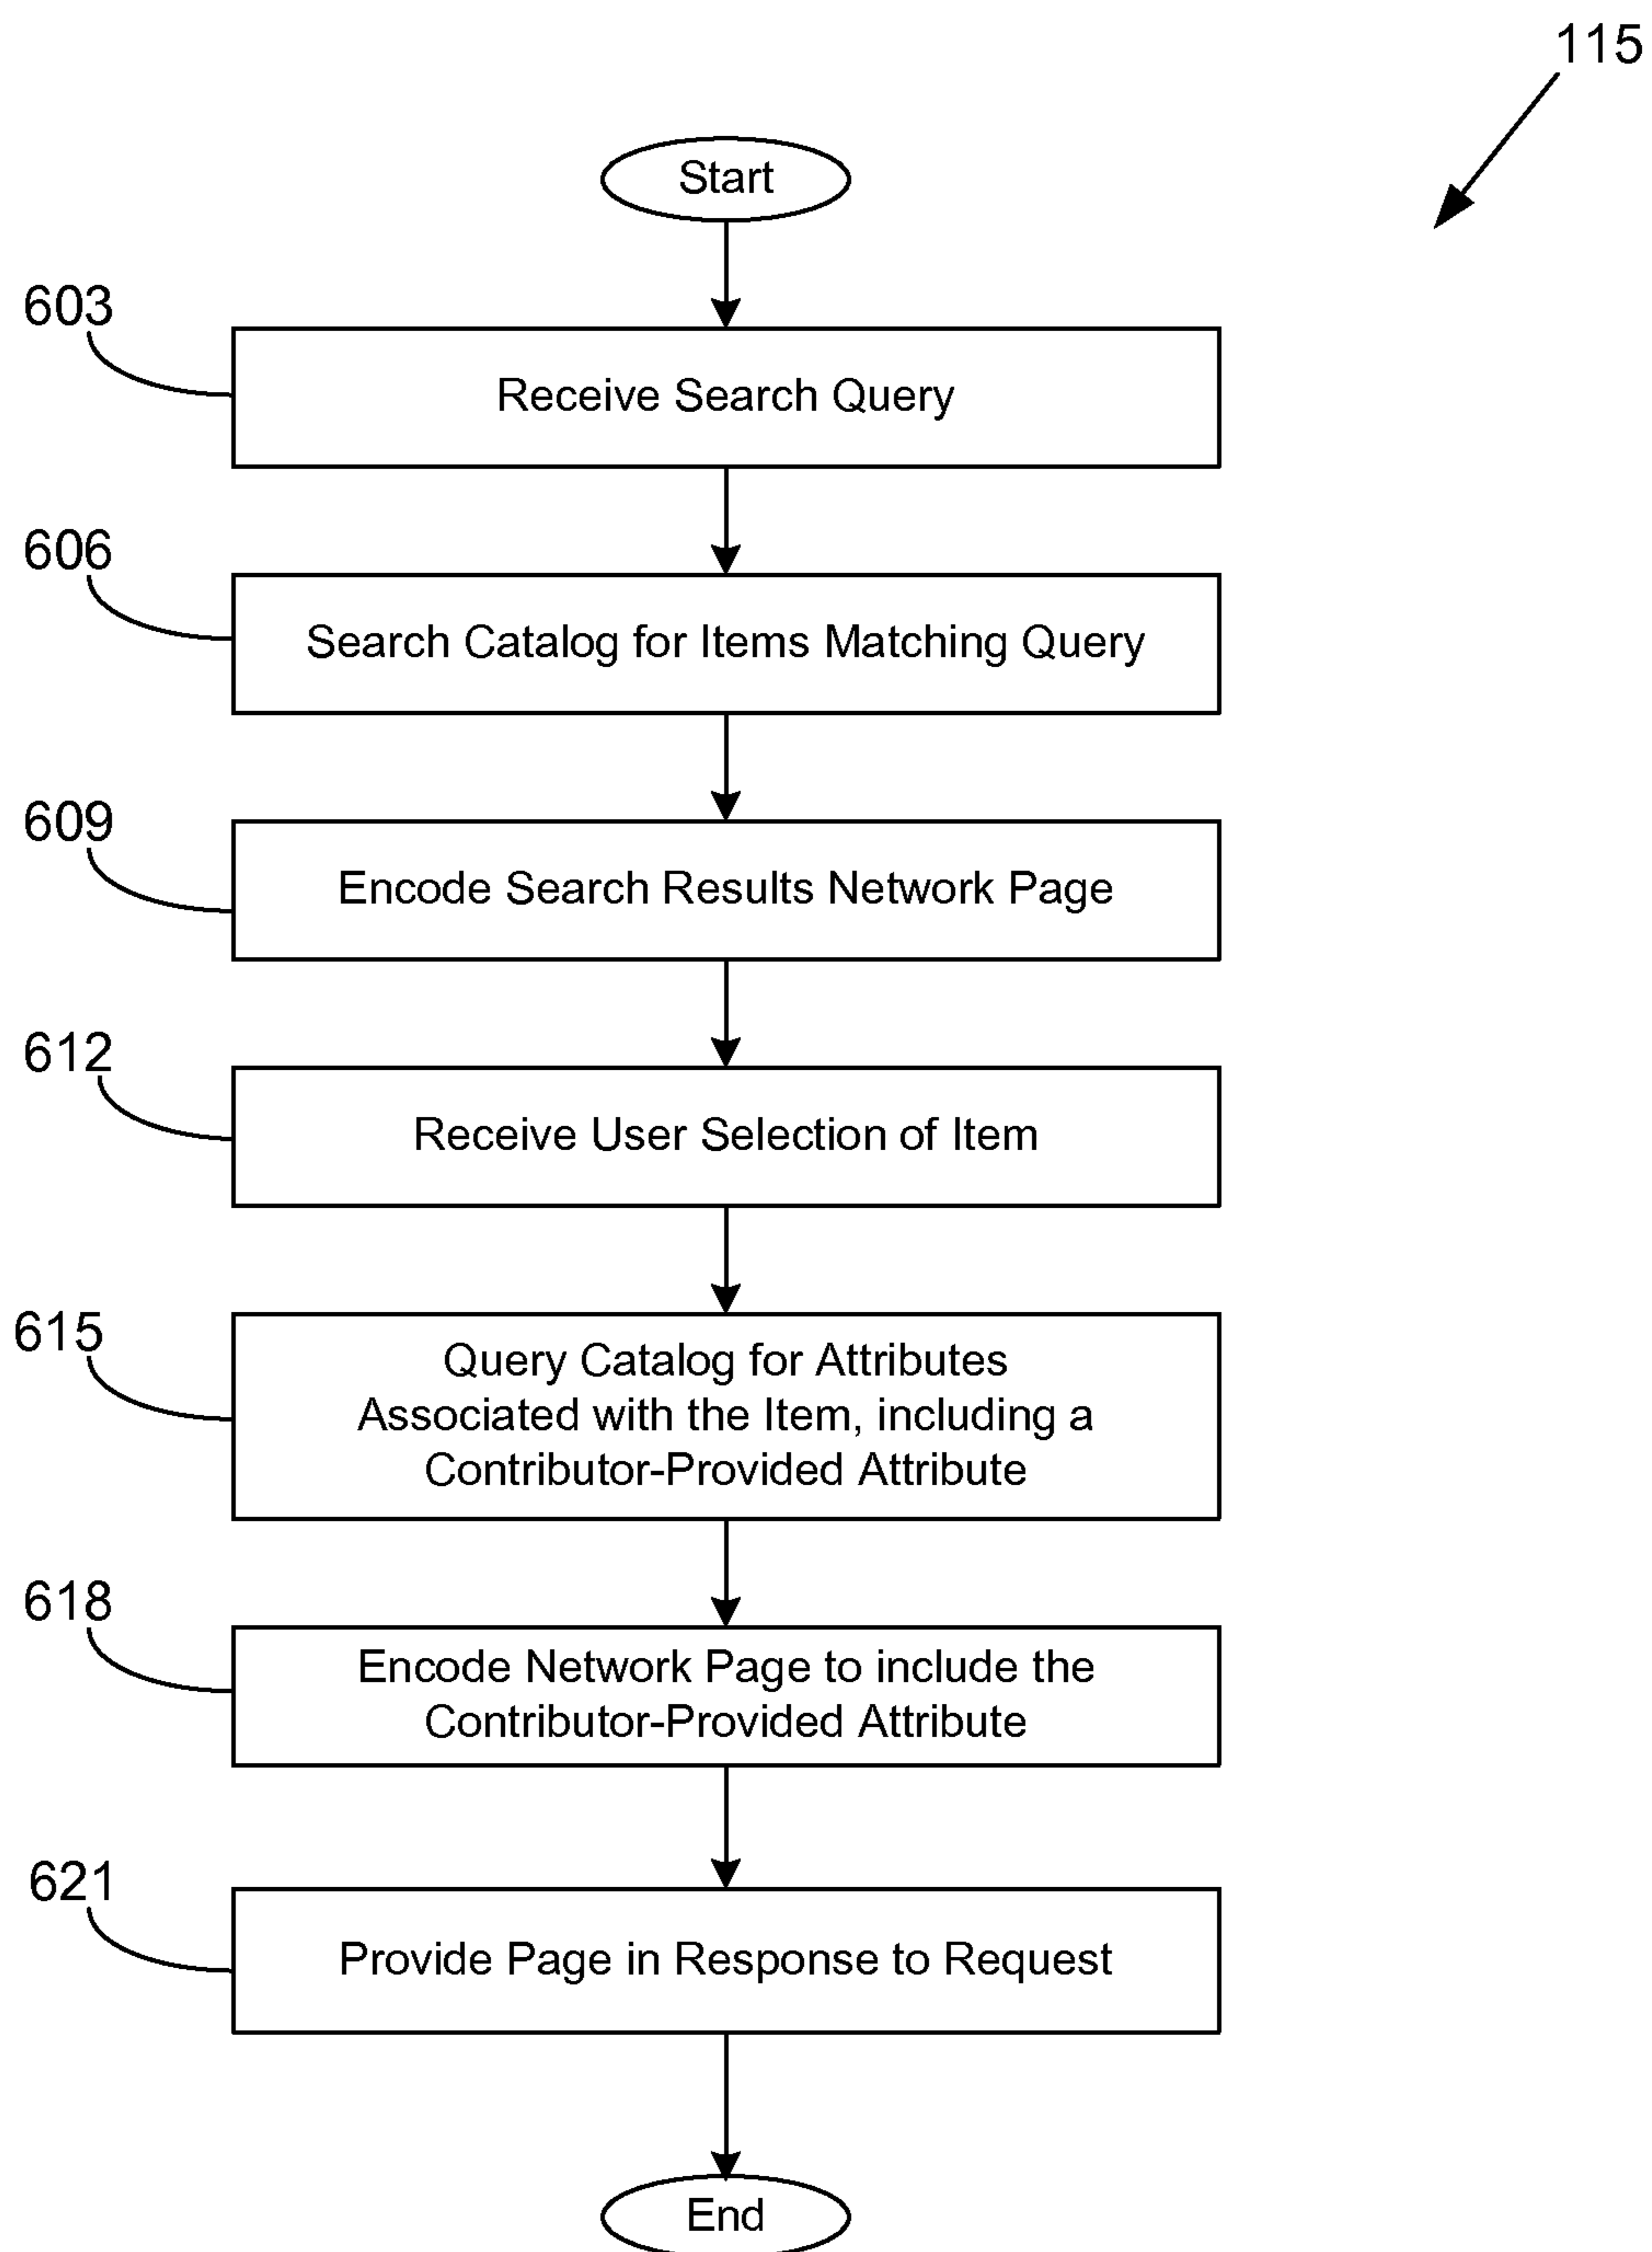 115
Start
603
Receive Search Query
606
Search Catalog for Items Matching Query
609
Encode Search Results Network Page
612
Receive User Selection of Item
615
Query Catalog for Attributes
Associated with the Item, including a
Contributor-Provided Attribute
618
Encode Network Page to include the
Contributor-Provided Attribute
621
Provide Page in Response to Request
End